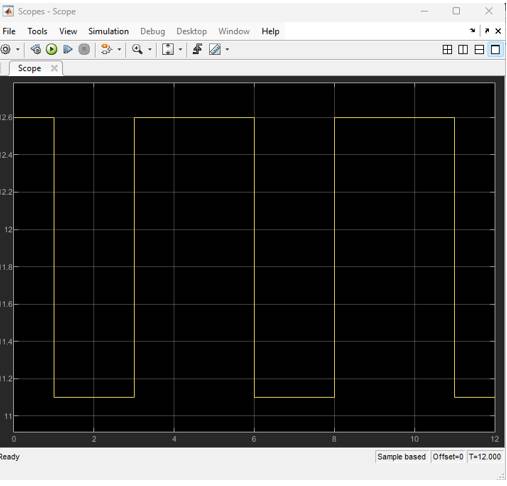 Scopes - Scope
File Tools View Simulation Debug Desktop Window Help
Scope
12.6
12.4
12.2
12
11.8
11.6
11.4
11.2
11
0 2 4 6 8 10 12
Ready Sample based Offset=0 T=12.000